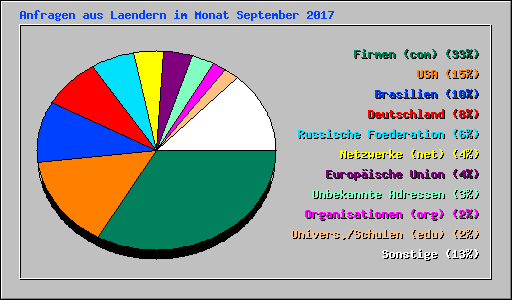 Anfragen aus Laendern im Monat September 2017
Firmen (com) (33%)
USA (15%)
Brasilien (10%)
Deutschland (8%)
Russische Foederation (6%)
Netzwerke (net) (4%)
Europäische Union (4%)
Unbekannte Adressen (3%)
Organisationen (org) (2%)
Univers./Schulen (edu) (2%)
Sonstige (13%)